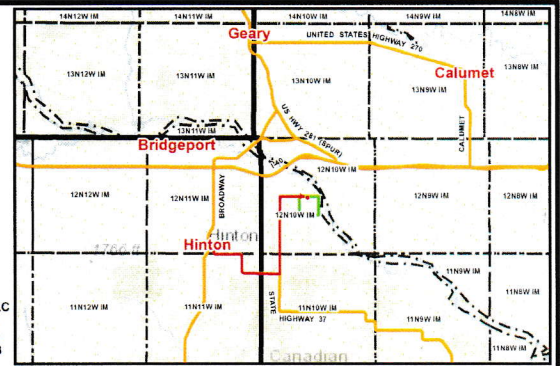 14N12W IM
14N11W IM
14N10W IM
14N9W IM
14N8W IM
Geary
UNITED STATES HIGHWAY 270
13N12W IM
13N11W IM
13N10W IM
Calumet
13N8W IM
13N9W IM
US HWY 281 (SPUR)
CALUMET
13N11W IM
Bridgeport
I40
12N10W IM
12N12W IM
12N11W IM
BROADWAY
12N9W IM
12N8W IM
12N10W IM
Hinton
1766 ft
Hinton
11N9W IM
11N8W IM
11N12W IM
11N11W IM
STATE
HIGHWAY 37
11N10W IM
11N9W IM
11N8W IM
Canadian